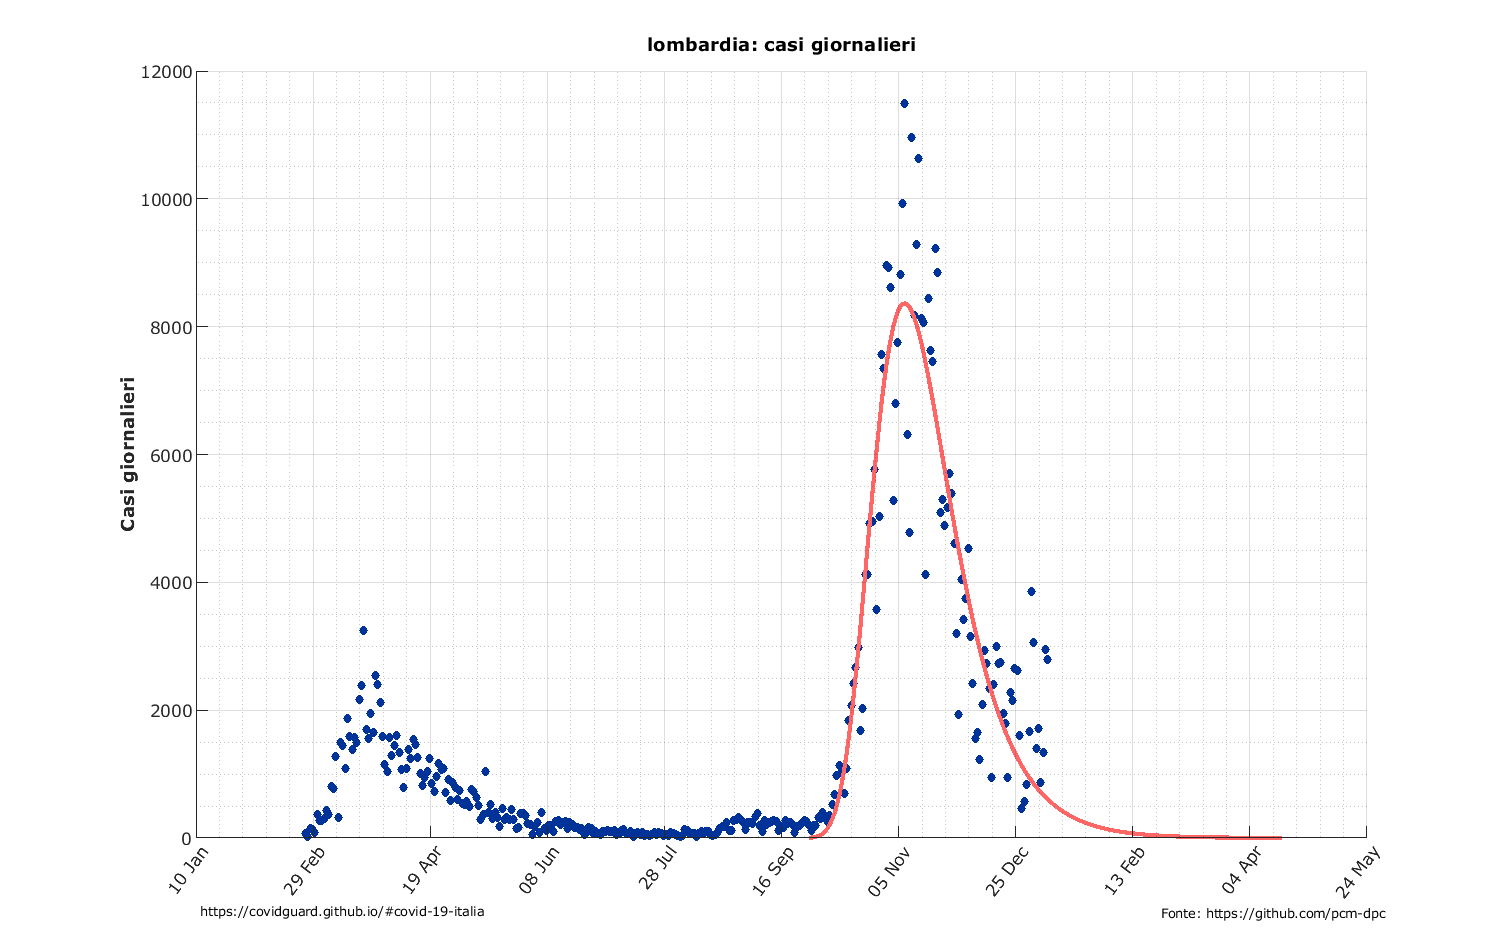 lombardia: casi giornalieri
Casi giornalieri
12000
10000
8000
6000
4000
2000
0
10 Jan
29 Feb
19 Apr
08 Jun
28 Jul
16 Sep
05 Nov
25 Dec
13 Feb
04 Apr
24 May
https://covidguard.github.io/#covid-19-italia
Fonte: https://github.com/pcm-dpc